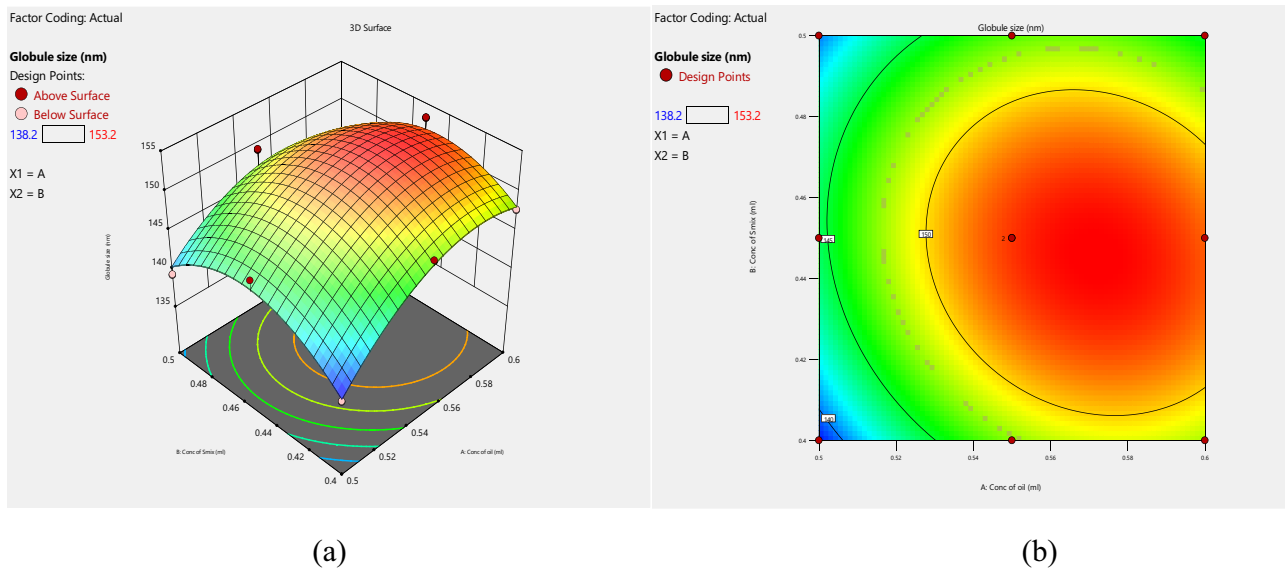 Factor Coding: Actual
3D Surface
Globule size (nm)
Design Points:
Above Surface
Below Surface
138.2 153.2
X1 = A
X2 = B
155
150
145
140
135
Globule size (nm)
0.5
0.48
0.46
0.44
0.42
0.4
B: Conc of Smix (ml)
0.6
0.58
0.56
0.54
0.52
0.5
A: Conc of oil (ml)
(a)
Factor Coding: Actual
Globule size (nm)
Globule size (nm)
Design Points
138.2 153.2
X1 = A
X2 = B
0.5
0.48
0.46
0.44
0.42
0.4
B: Conc of Smix (ml)
145
150
2
140
0.5 0.52 0.54 0.56 0.58 0.6
A: Conc of oil (ml)
(b)